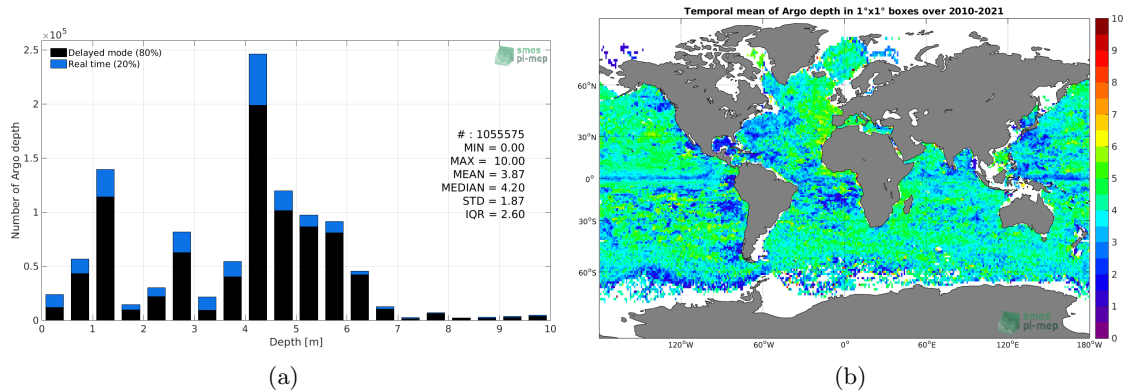 ×10⁵
2.5
2
1.5
1
0.5
0
Number of Argo depth
Delayed mode (80%)
Real time (20%)
smos
pi-mep
# : 1055575
MIN = 0.00
MAX = 10.00
MEAN = 3.87
MEDIAN = 4.20
STD = 1.87
IQR = 2.60
0 1 2 3 4 5 6 7 8 9 10
Depth [m]
(a)
Temporal mean of Argo depth in 1°x1° boxes over 2010-2021
60°N
30°N
0°
30°S
60°S
120°W 60°W 0° 60°E 120°E 180°W
smos
pi-mep
10
9
8
7
6
5
4
3
2
1
0
(b)